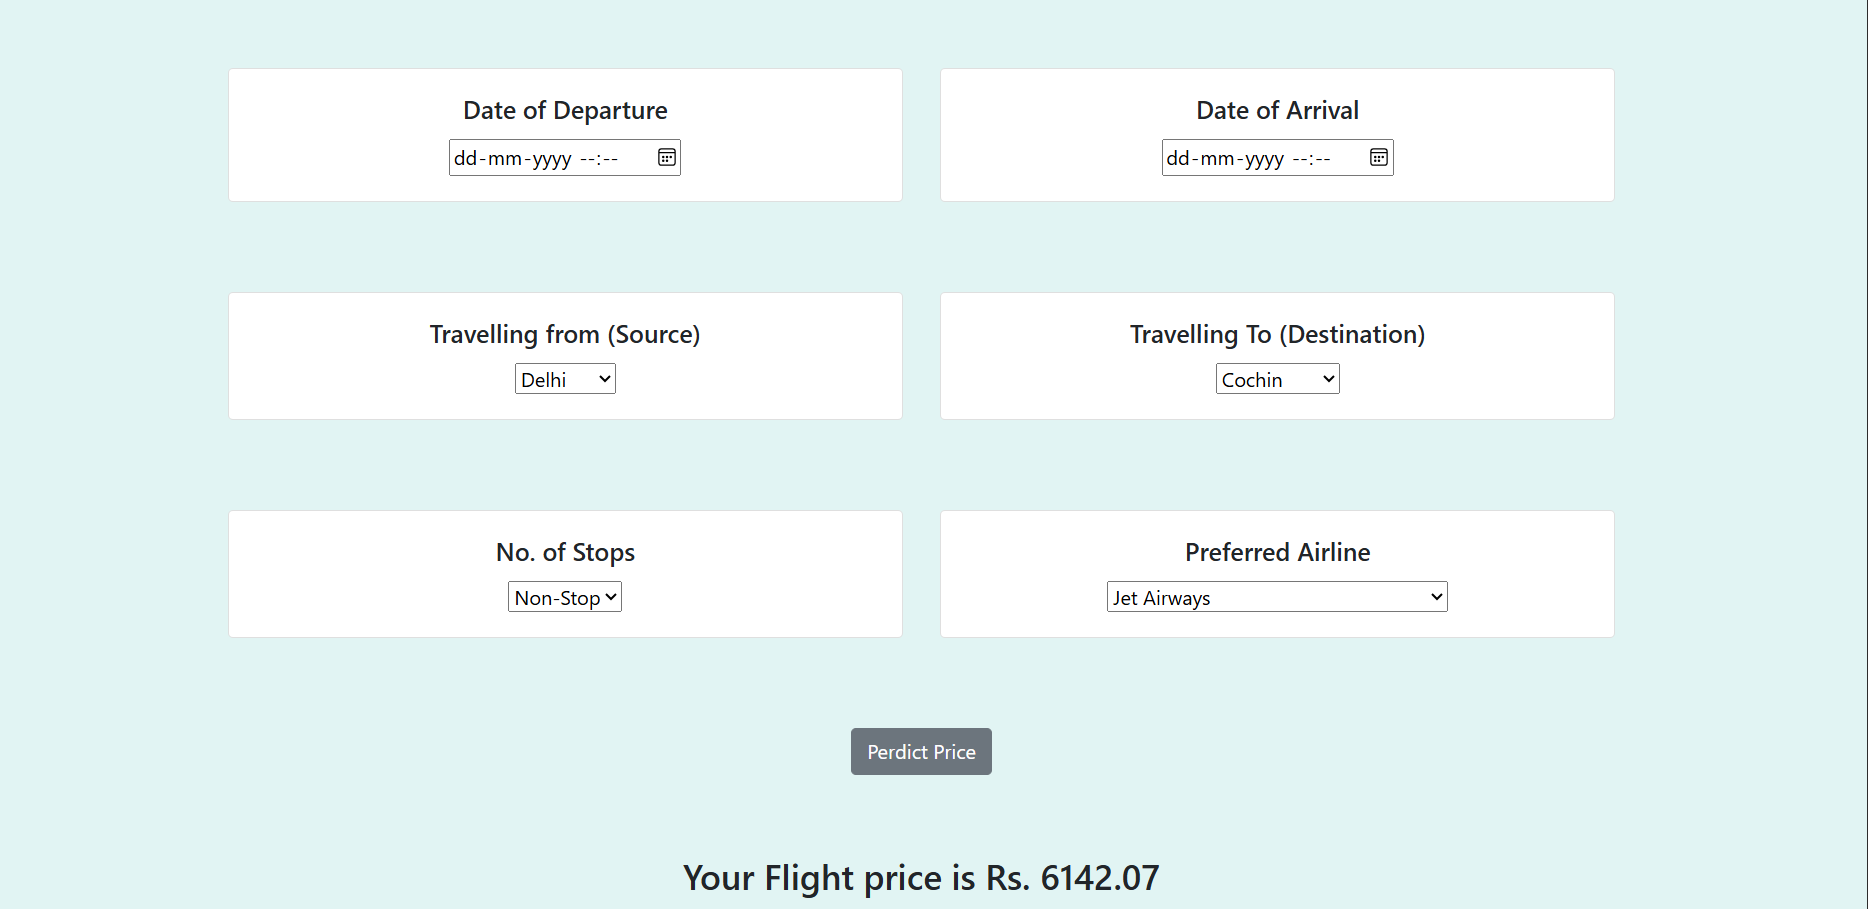 Date of Departure
dd-mm-yyyy --:--
Date of Arrival
dd-mm-yyyy --:--
Travelling from (Source)
Delhi
Travelling To (Destination)
Cochin
No. of Stops
Non-Stop
Preferred Airline
Jet Airways
Perdict Price
Your Flight price is Rs. 6142.07